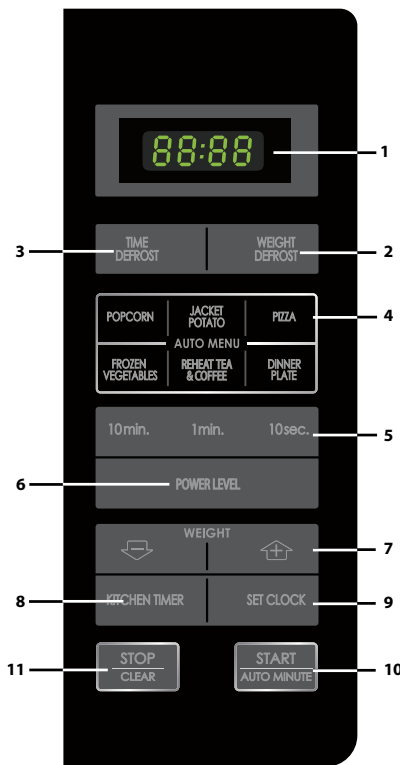 88:88
1
TIME
DEFROST
WEIGHT
DEFROST
3
2
POPCORN
JACKET
POTATO
PIZZA
4
AUTO MENU
FROZEN
VEGETABLES
REHEAT TEA
& COFFEE
DINNER
PLATE
10min. 1min. 10sec.
5
6
POWER LEVEL
WEIGHT
- +
7
8
KITCHEN TIMER SET CLOCK
9
11
STOP
CLEAR
START
AUTO MINUTE
10